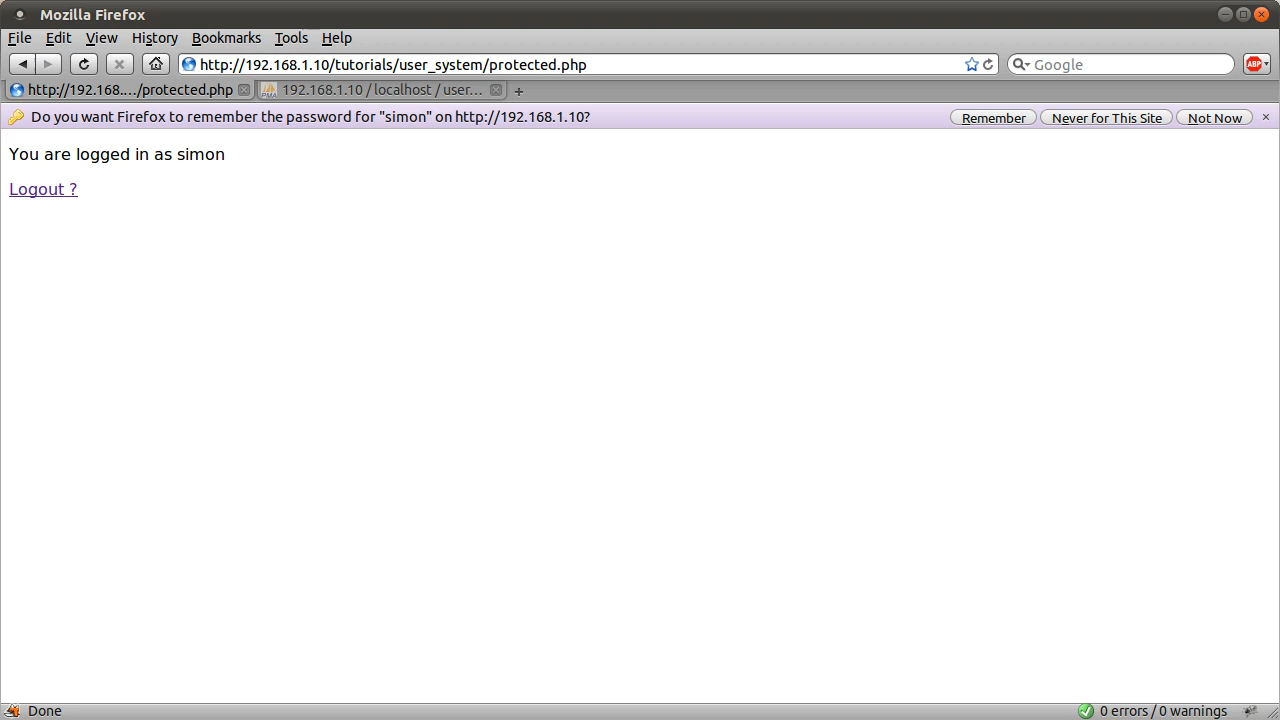 Mozilla Firefox
File Edit View History Bookmarks Tools Help
http://192.168.1.10/tutorials/user_system/protected.php Google ABP
http://192.168.…/protected.php PMA 192.168.1.10 / localhost / user… +
Do you want Firefox to remember the password for "simon" on http://192.168.1.10? Remember Never for This Site Not Now ×
You are logged in as simon
Logout ?
Done 0 errors / 0 warnings